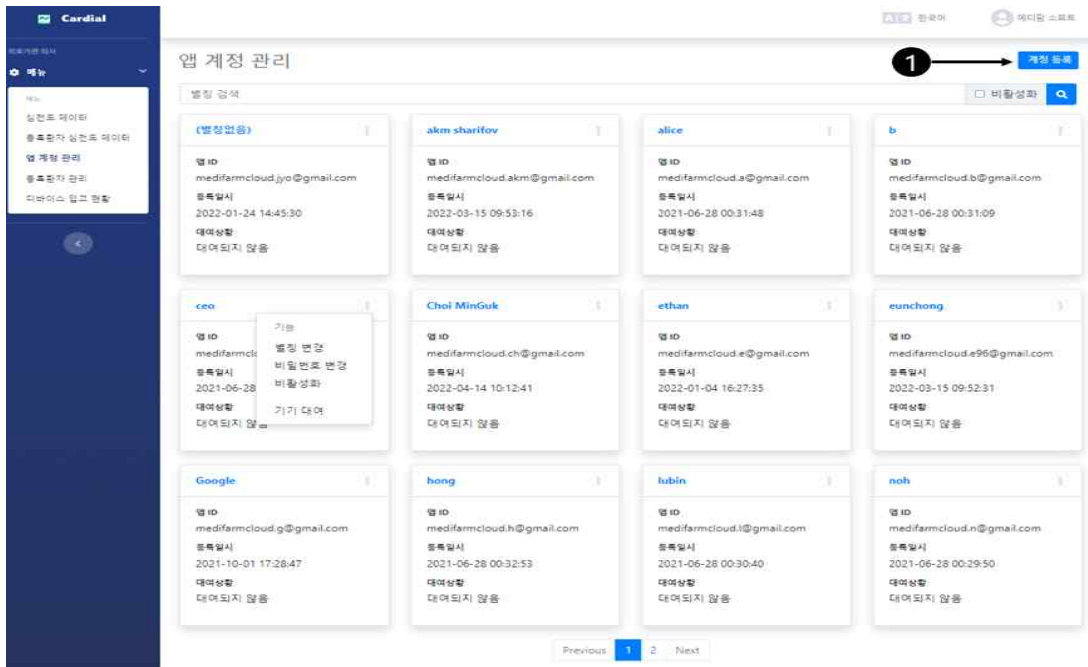 Cardial
한국어
메디팜 소프트
의료기관 의사
메뉴
메뉴
심전도 데이터
등록환자 심전도 데이터
앱 계정 관리
등록환자 관리
디바이스 입고 현황
앱 계정 관리
1
계정 등록
별칭 검색
비활성화
(별칭없음)
앱 ID
medifarmcloud.jyo@gmail.com
등록일시
2022-01-24 14:45:30
대여상황
대여되지 않음
akm sharifov
앱 ID
medifarmcloud.akm@gmail.com
등록일시
2022-03-15 09:53:16
대여상황
대여되지 않음
alice
앱 ID
medifarmcloud.a@gmail.com
등록일시
2021-06-28 00:31:48
대여상황
대여되지 않음
b
앱 ID
medifarmcloud.b@gmail.com
등록일시
2021-06-28 00:31:09
대여상황
대여되지 않음
ceo
앱 ID
medifarmclo
등록일시
2021-06-28
대여상황
대여되지 않음
기능
별칭 변경
비밀번호 변경
비활성화
기기 대여
Choi MinGuk
앱 ID
medifarmcloud.ch@gmail.com
등록일시
2022-04-14 10:12:41
대여상황
대여되지 않음
ethan
앱 ID
medifarmcloud.e@gmail.com
등록일시
2022-01-04 16:27:35
대여상황
대여되지 않음
eunchong
앱 ID
medifarmcloud.e96@gmail.com
등록일시
2022-03-15 09:52:31
대여상황
대여되지 않음
Google
앱 ID
medifarmcloud.g@gmail.com
등록일시
2021-10-01 17:28:47
대여상황
대여되지 않음
hong
앱 ID
medifarmcloud.h@gmail.com
등록일시
2021-06-28 00:32:53
대여상황
대여되지 않음
lubin
앱 ID
medifarmcloud.l@gmail.com
등록일시
2021-06-28 00:30:40
대여상황
대여되지 않음
noh
앱 ID
medifarmcloud.n@gmail.com
등록일시
2021-06-28 00:29:50
대여상황
대여되지 않음
Previous 1 2 Next